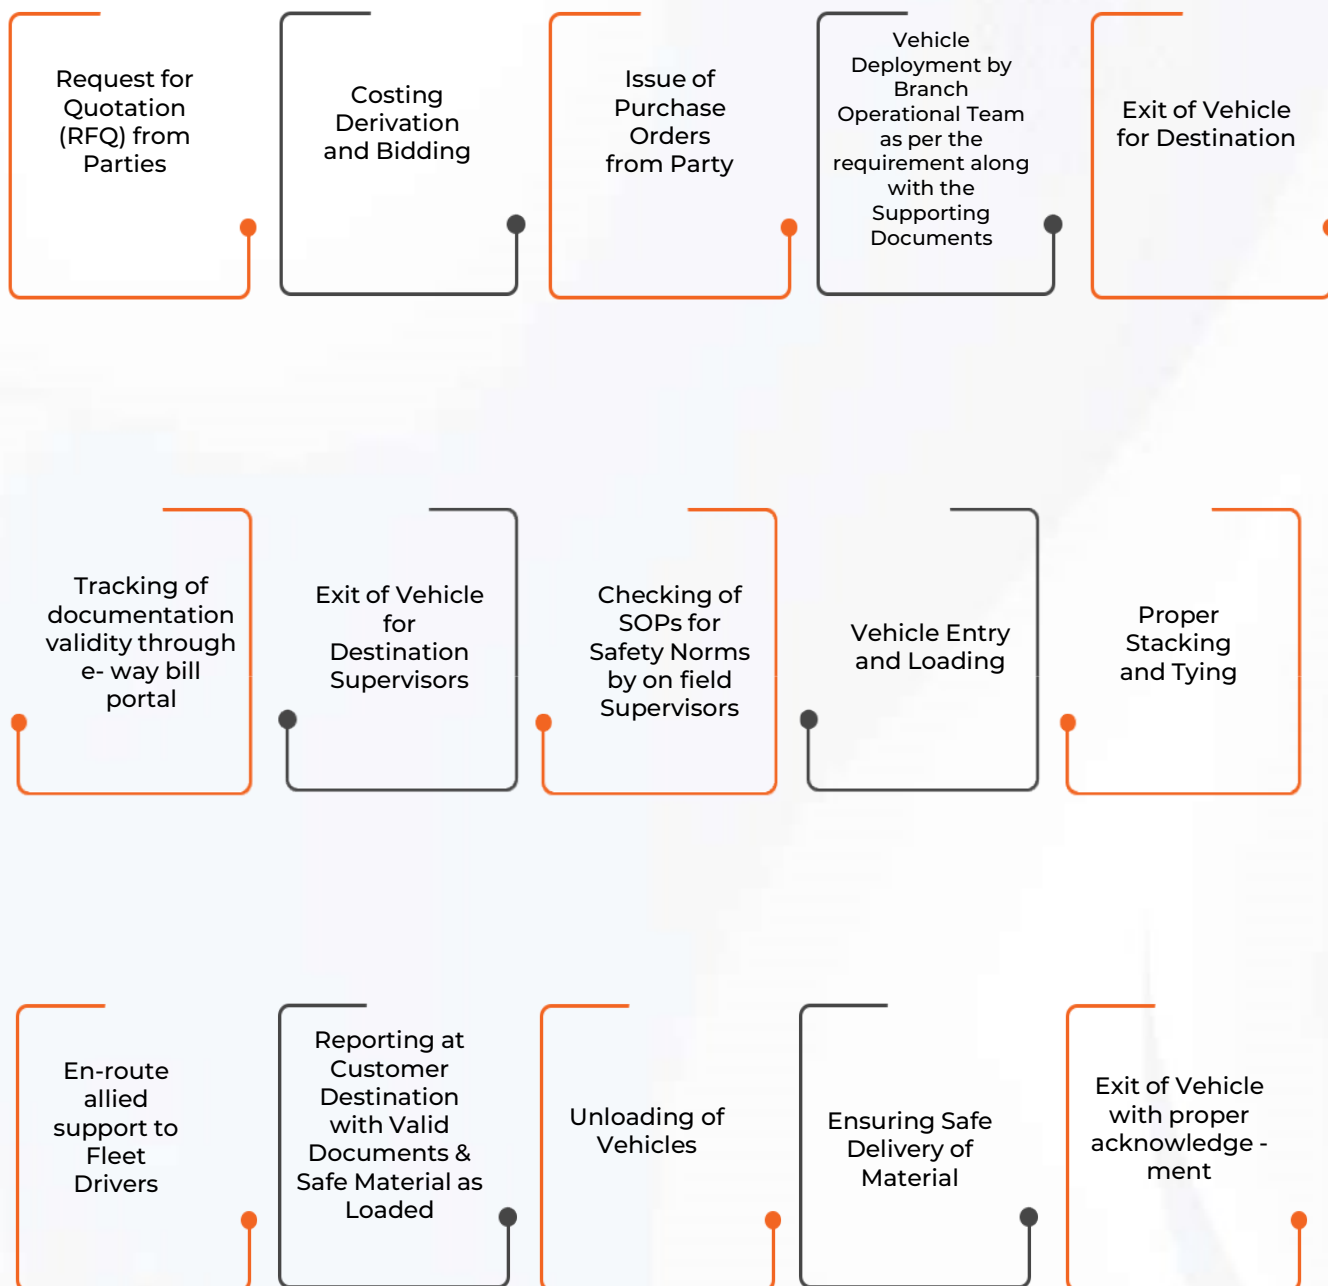 Request for
Quotation
(RFQ) from
Parties
Costing
Derivation
and Bidding
Issue of
Purchase
Orders
from Party
Vehicle
Deployment by
Branch
Operational Team
as per the
requirement along
with the
Supporting
Documents
Exit of Vehicle
for Destination
Tracking of
documentation
validity through
e- way bill
portal
Exit of Vehicle
for
Destination
Supervisors
Checking of
SOPs for
Safety Norms
by on field
Supervisors
Vehicle Entry
and Loading
Proper
Stacking
and Tying
En-route
allied
support to
Fleet
Drivers
Reporting at
Customer
Destination
with Valid
Documents &
Safe Material as
Loaded
Unloading of
Vehicles
Ensuring Safe
Delivery of
Material
Exit of Vehicle
with proper
acknowledge -
ment